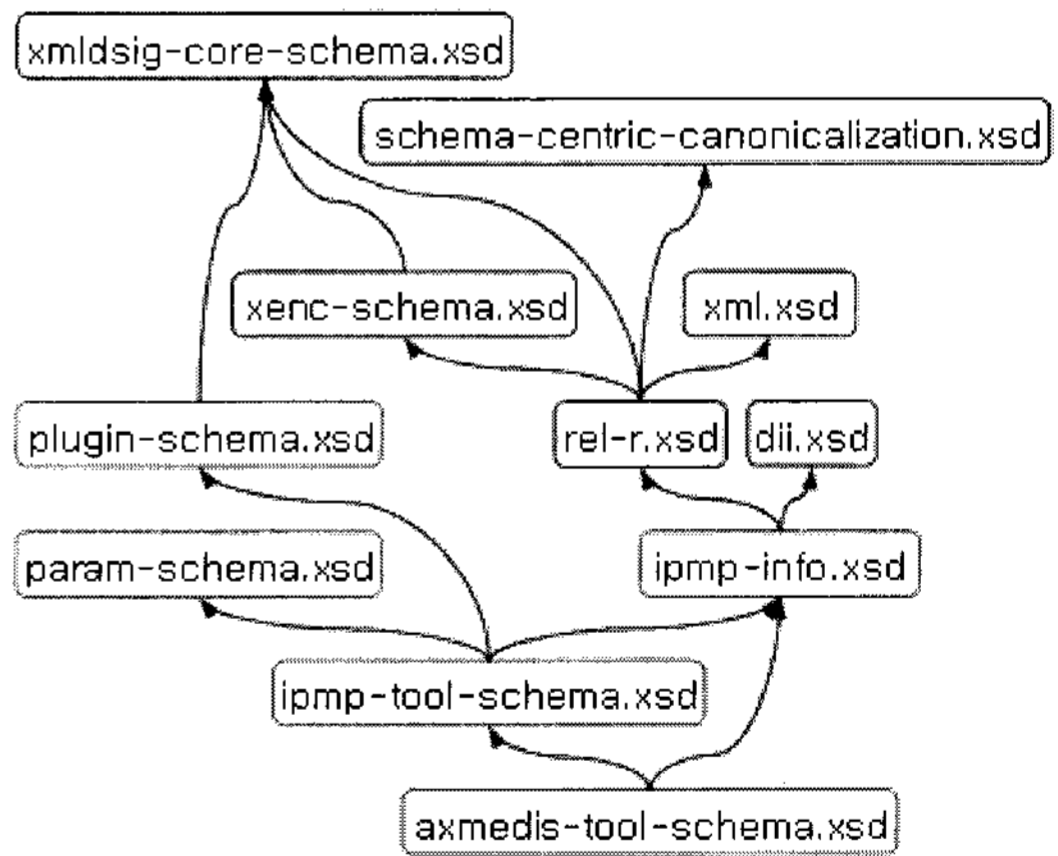 xmldsig-core-schema.xsd
schema-centric-canonicalization.xsd
xenc-schema.xsd
xml.xsd
plugin-schema.xsd
rel-r.xsd
dii.xsd
param-schema.xsd
ipmp-info.xsd
ipmp-tool-schema.xsd
axmedis-tool-schema.xsd